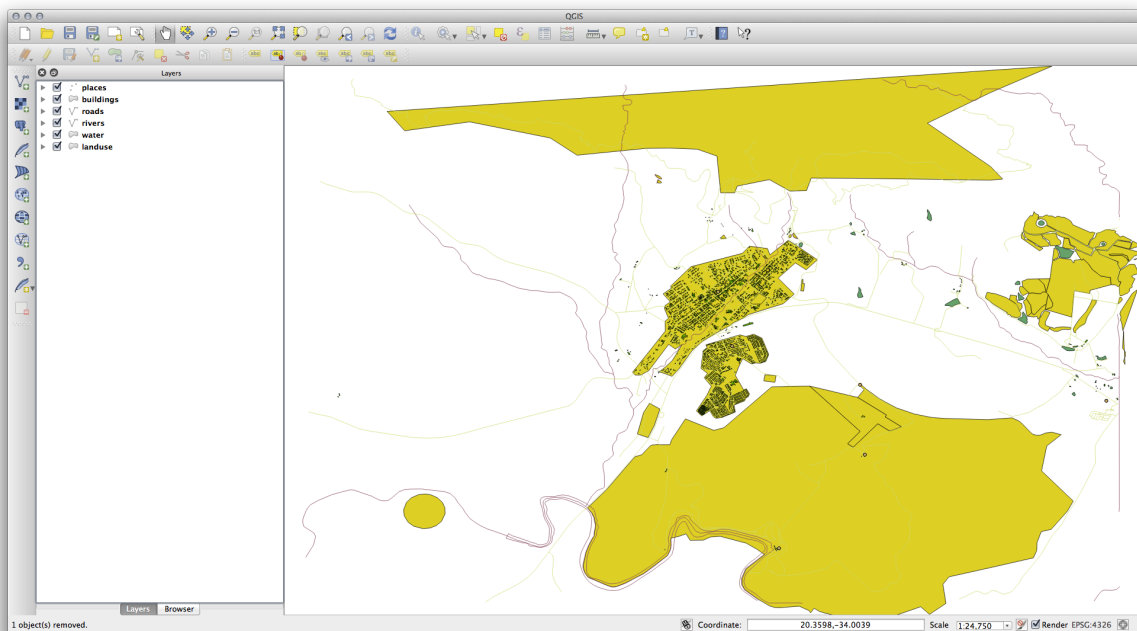 QGIS
Layers
places
buildings
roads
rivers
water
landuse
Layers Browser
1 object(s) removed.
Coordinate: 20.3598,-34.0039 Scale 1:24,750 Render EPSG:4326